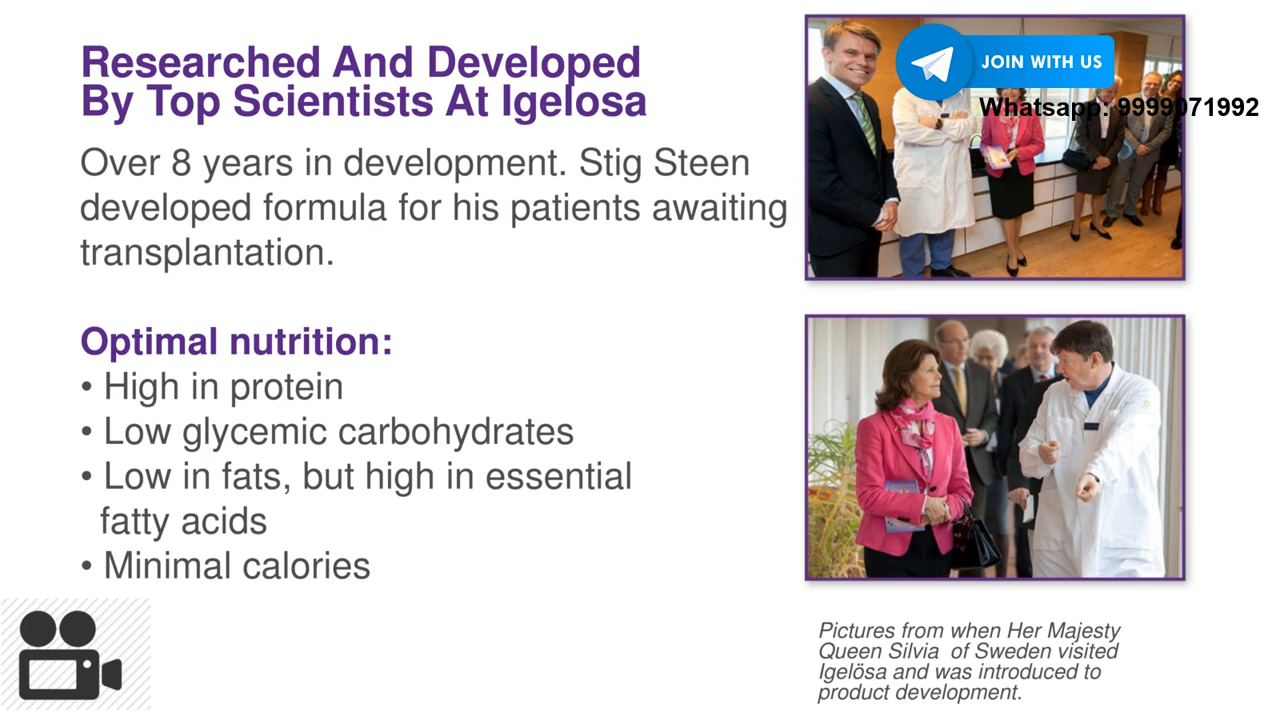 Researched And Developed
By Top Scientists At Igelosa
Over 8 years in development. Stig Steen
developed formula for his patients awaiting
transplantation.
Optimal nutrition:
• High in protein
• Low glycemic carbohydrates
• Low in fats, but high in essential
fatty acids
• Minimal calories
JOIN WITH US
Whatsapp: 9999071992
Pictures from when Her Majesty
Queen Silvia of Sweden visited
Igelösa and was introduced to
product development.